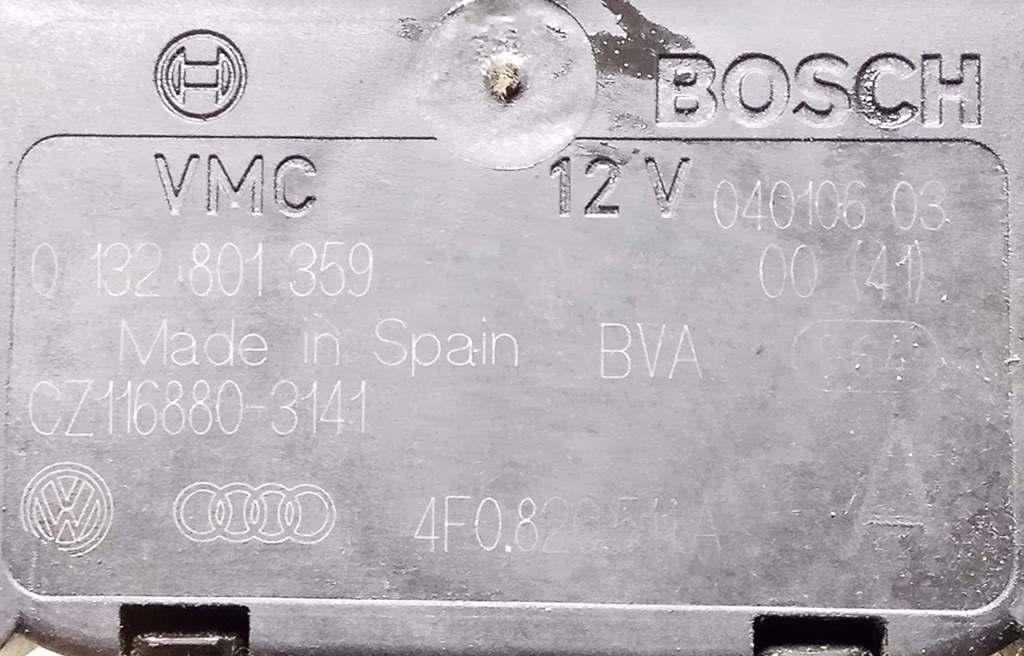 BOSCH
VMC 12 V 040106 03
0 132 801 359 00 (41)
Made in Spain BVA
CZ116880-3141
A